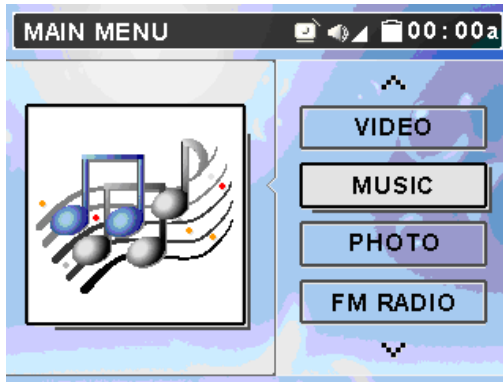 MAIN MENU 00:00a
VIDEO
MUSIC
PHOTO
FM RADIO